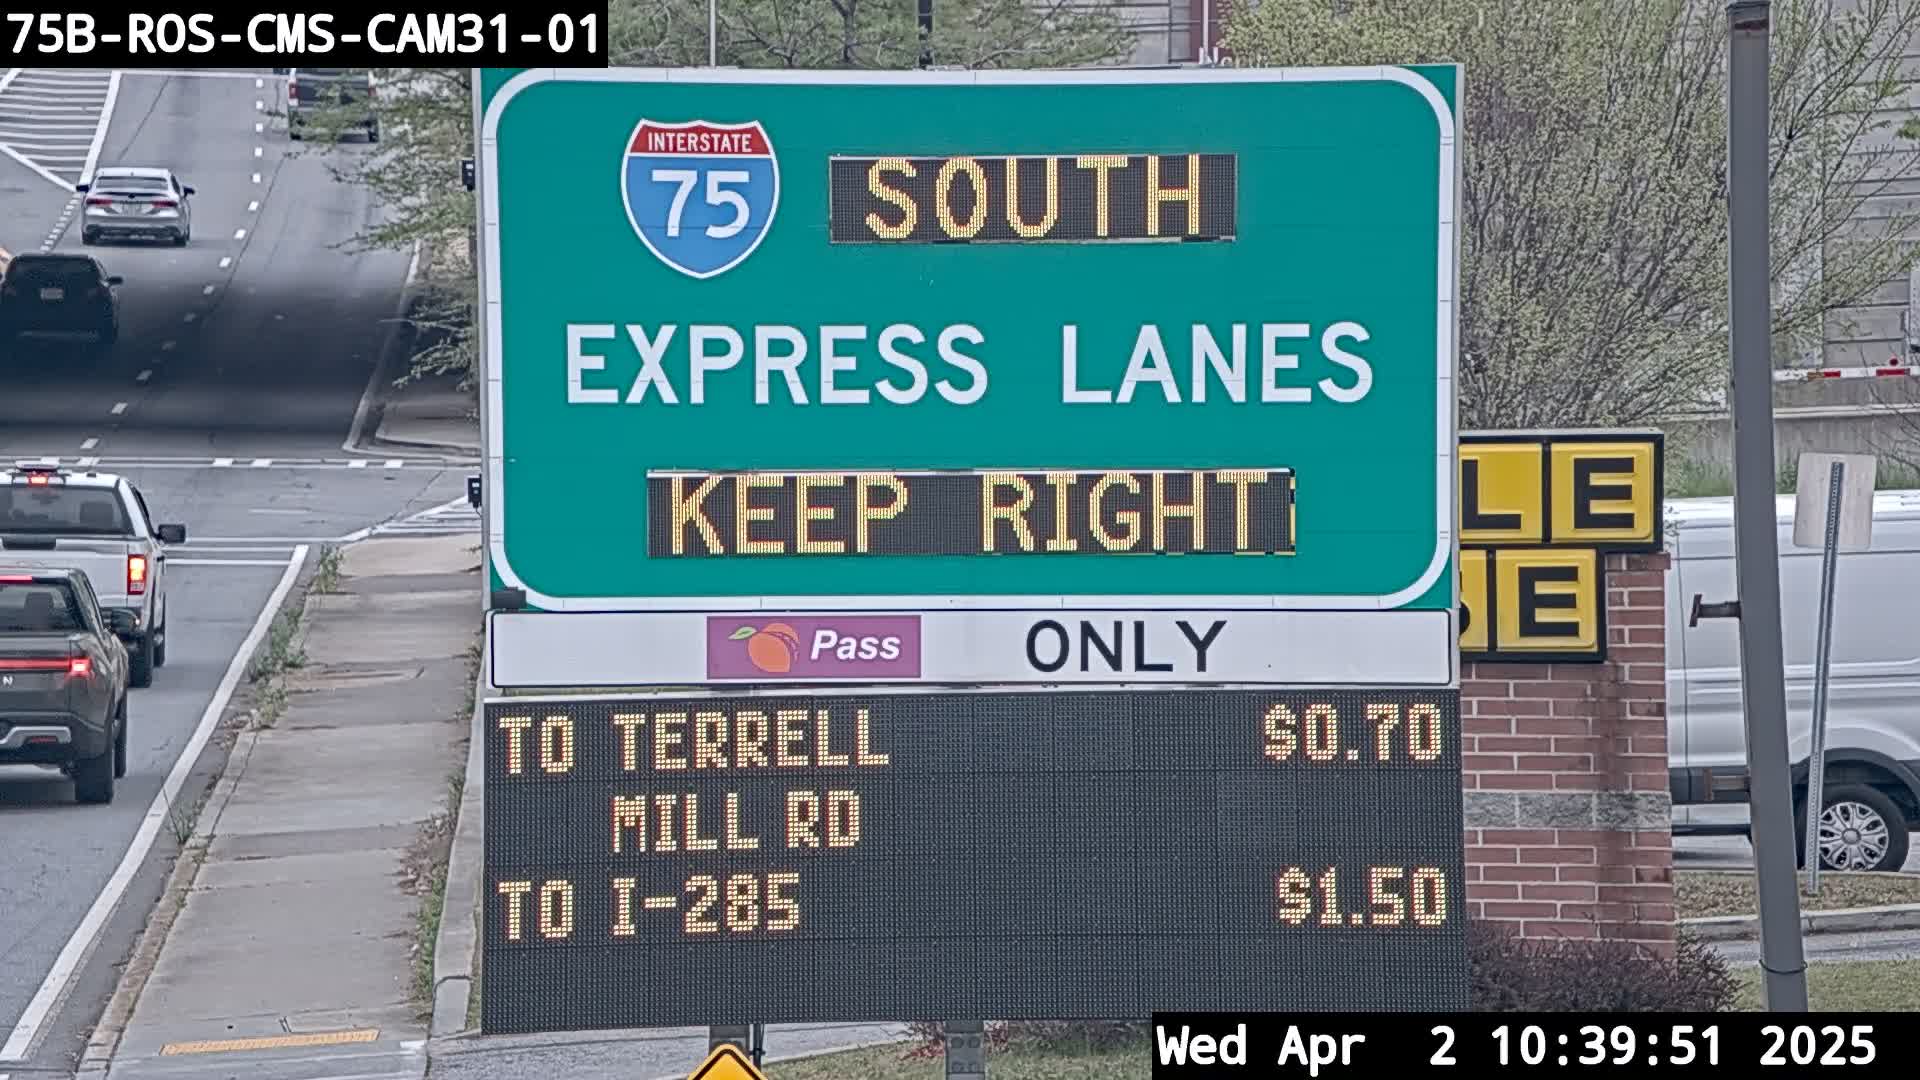 75B-ROS-CMS-CAM31-01
INTERSTATE
75
SOUTH
EXPRESS LANES
KEEP RIGHT
Pass ONLY
TO TERRELL $0.70
MILL RD
TO I-285 $1.50
LE
E
Wed Apr 2 10:39:51 2025